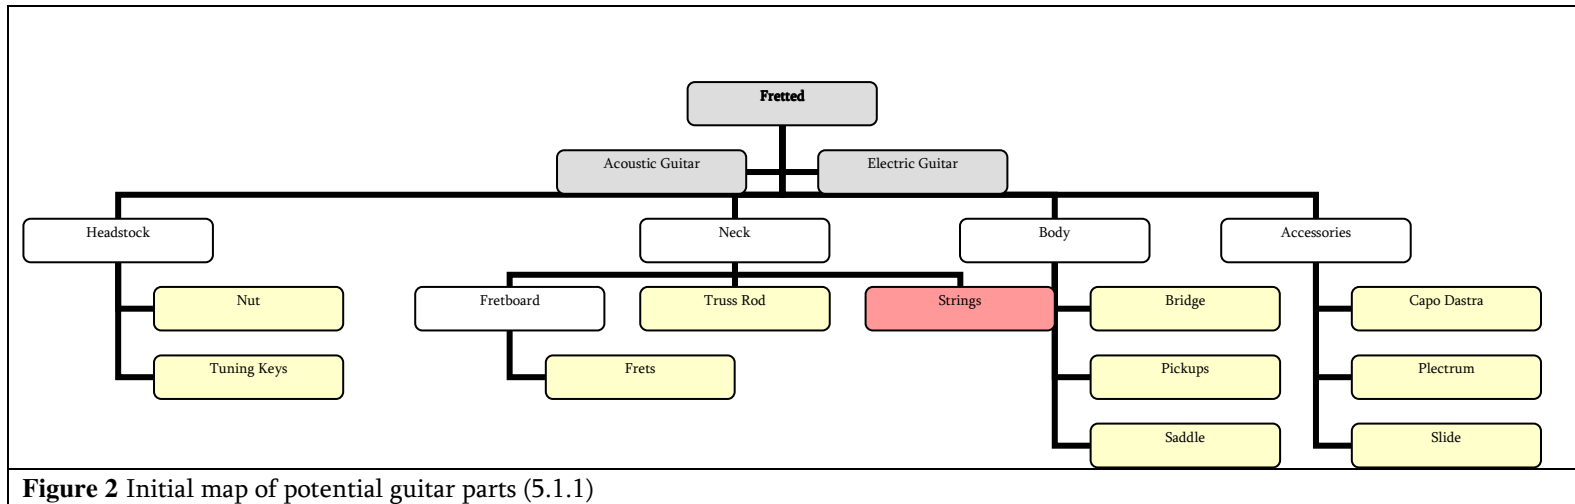 Fretted
Acoustic Guitar
Electric Guitar
Headstock
Neck
Body
Accessories
Nut
Fretboard
Truss Rod
Strings
Bridge
Capo Dastra
Tuning Keys
Frets
Pickups
Plectrum
Saddle
Slide
Figure 2 Initial map of potential guitar parts (5.1.1)